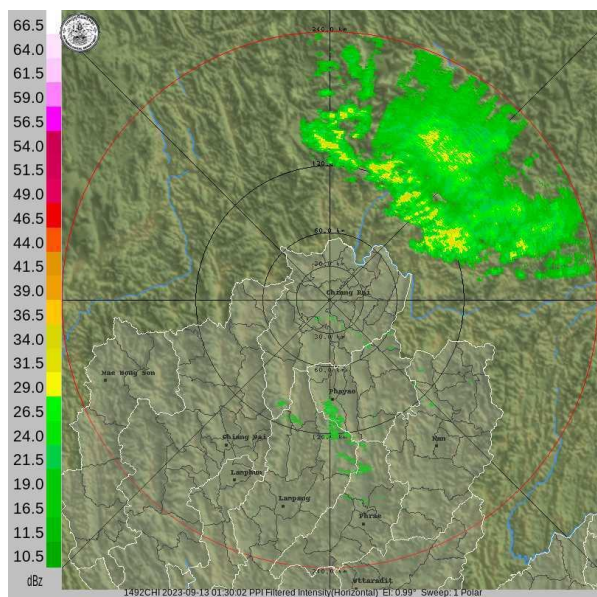 66.5
64.0
61.5
59.0
56.5
54.0
51.5
49.0
46.5
44.0
41.5
39.0
36.5
34.0
31.5
29.0
26.5
24.0
21.5
19.0
16.5
11.5
10.5
dBz
Chiang Rai
Mae Hong Son
Phayao
Chiang Mai
Nan
Lamphun
Lampang
Phrae
Uttaradit
1492CHI 2023-09-13 01:30:02 PPI Filtered Intensity(Horizontal) El: 0.99° Sweep: 1 Polar